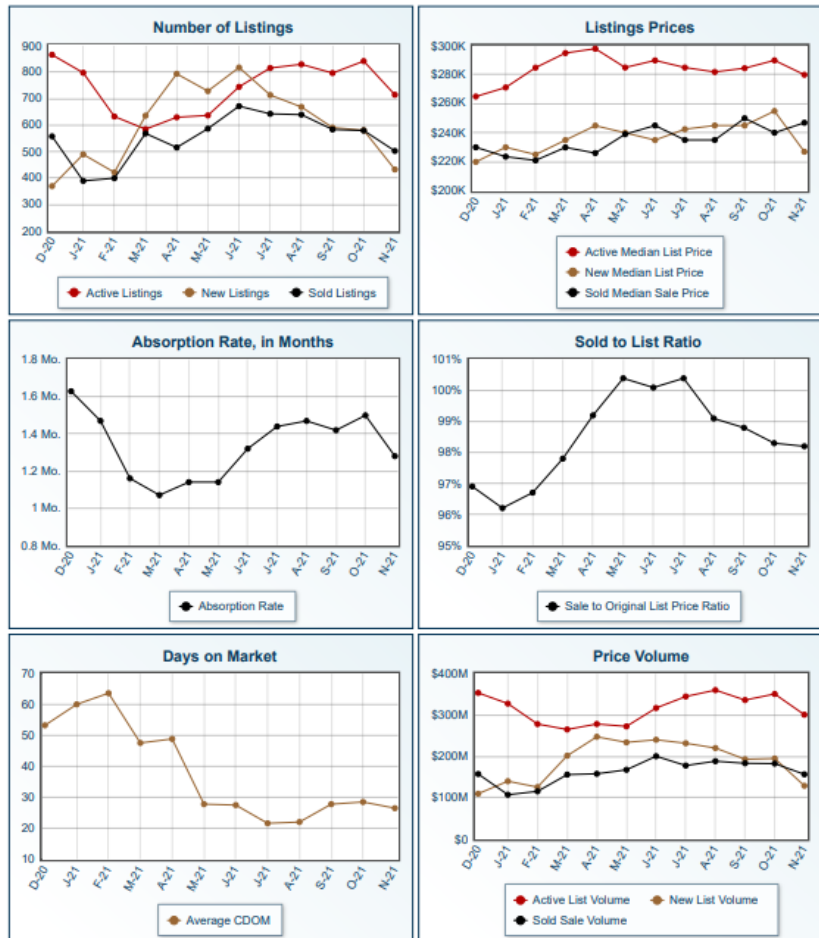 Number of Listings
900
800
700
600
500
400
300
200
D-20 J-21 F-21 M-21 A-21 M-21 J-21 J-21 A-21 S-21 O-21 N-21
Active Listings New Listings Sold Listings
Listings Prices
$300K
$280K
$260K
$240K
$220K
$200K
D-20 J-21 F-21 M-21 A-21 M-21 J-21 J-21 A-21 S-21 O-21 N-21
Active Median List Price
New Median List Price
Sold Median Sale Price
Absorption Rate, in Months
1.8 Mo.
1.6 Mo.
1.4 Mo.
1.2 Mo.
1 Mo.
0.8 Mo.
D-20 J-21 F-21 M-21 A-21 M-21 J-21 J-21 A-21 S-21 O-21 N-21
Absorption Rate
Sold to List Ratio
101%
100%
99%
98%
97%
96%
95%
D-20 J-21 F-21 M-21 A-21 M-21 J-21 J-21 A-21 S-21 O-21 N-21
Sale to Original List Price Ratio
Days on Market
70
60
50
40
30
20
10
D-20 J-21 F-21 M-21 A-21 M-21 J-21 J-21 A-21 S-21 O-21 N-21
Average CDOM
Price Volume
$400M
$300M
$200M
$100M
$0
D-20 J-21 F-21 M-21 A-21 M-21 J-21 J-21 A-21 S-21 O-21 N-21
Active List Volume New List Volume
Sold Sale Volume